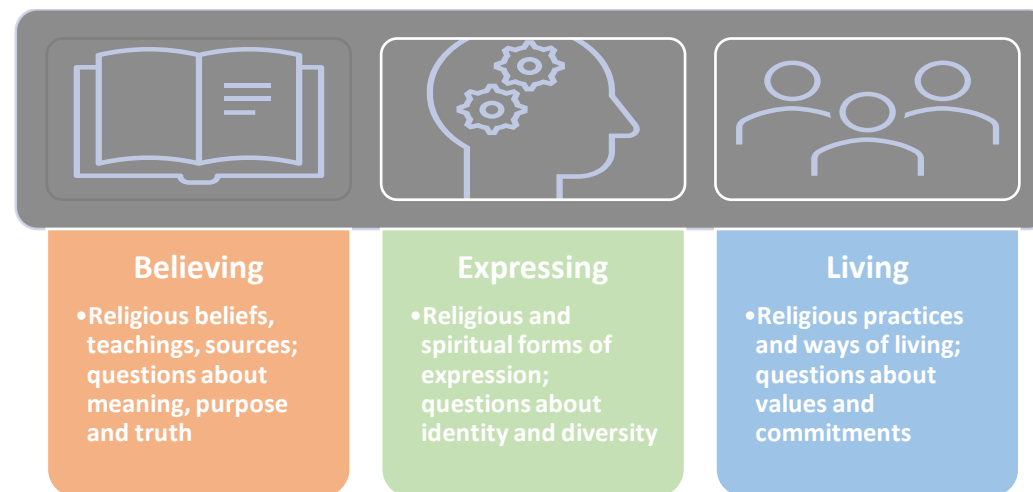 Believing
•Religious beliefs,
teachings, sources;
questions about
meaning, purpose
and truth
Expressing
•Religious and
spiritual forms of
expression;
questions about
identity and diversity
Living
•Religious practices
and ways of living;
questions about
values and
commitments